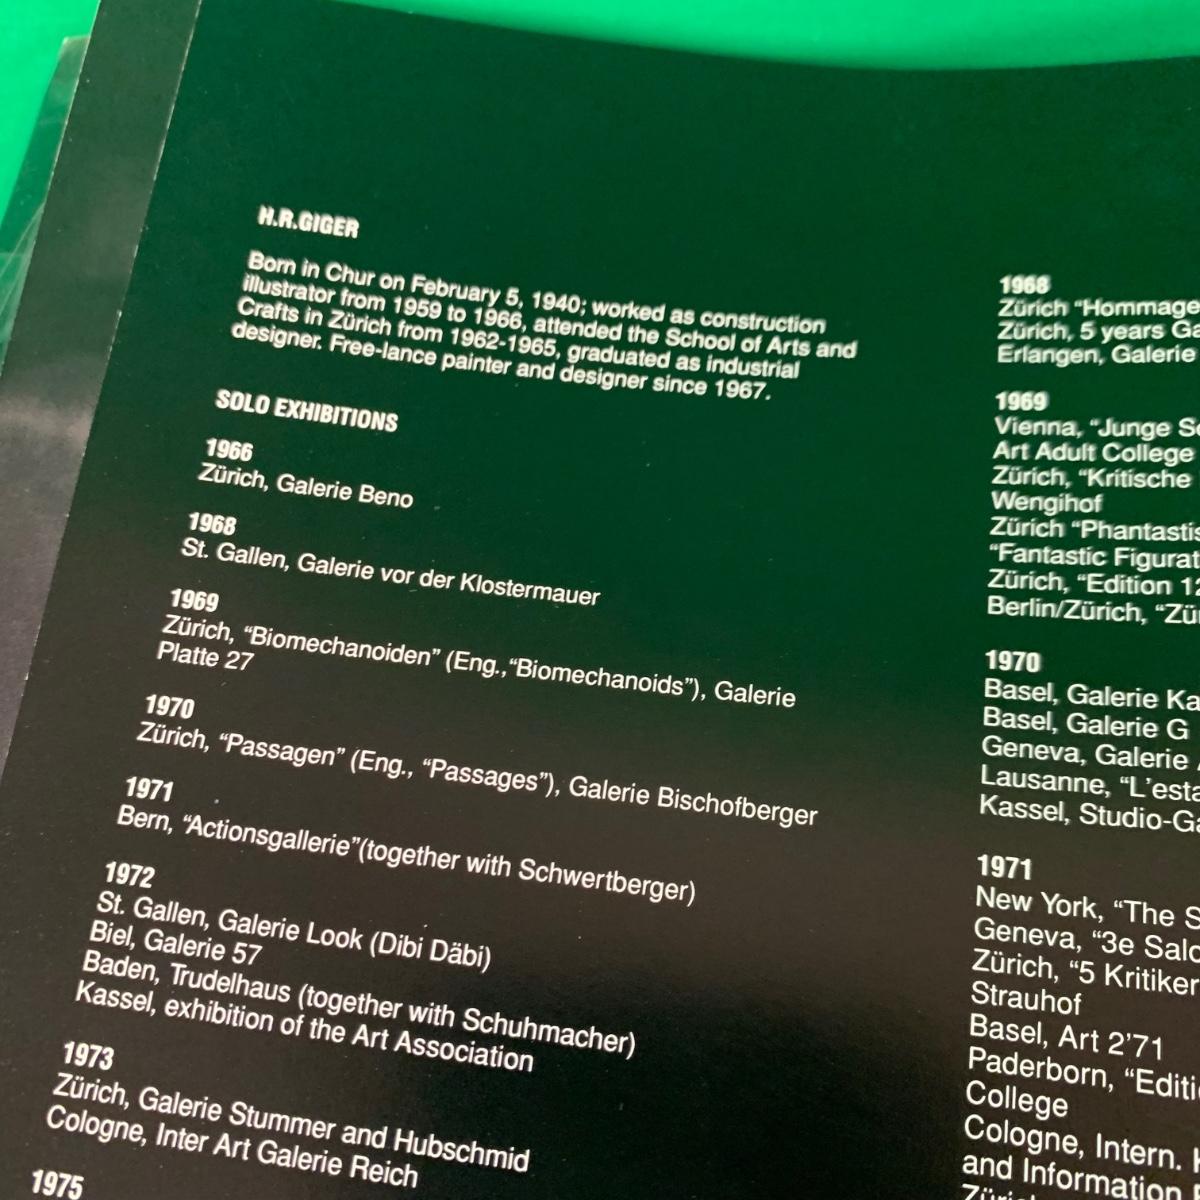 H.R.GIGER
Born in Chur on February 5, 1940; worked as construction
illustrator from 1959 to 1966, attended the School of Arts and
Crafts in Zürich from 1962-1965, graduated as industrial
designer. Free-lance painter and designer since 1967.
SOLO EXHIBITIONS
1966
Zürich, Galerie Beno
1968
St. Gallen, Galerie vor der Klostermauer
1969
Zürich, “Biomechanoiden” (Eng.,“Biomechanoids”), Galerie
Platte 27
1970
Zürich, “Passagen” (Eng., “Passages”), Galerie Bischofberger
1971
Bern, “Actionsgallerie”(together with Schwertberger)
1972
St. Gallen, Galerie Look (Dibi Däbi)
Biel, Galerie 57
Baden, Trudelhaus (together with Schuhmacher)
Kassel, exhibition of the Art Association
1973
Zürich, Galerie Stummer and Hubschmid
Cologne, Inter Art Galerie Reich
1975
1968
Zürich “Hommage
Zürich, 5 years
Erlangen, Galerie
1969
Vienna, “Junge
Art Adult College
Zürich, “Kritische
Wengihof
Zürich “Phantastis
“Fantastic Figurat
Zürich, “Edition 12
Berlin/Zürich, “Zü
1970
Basel, Galerie Ka
Basel, Galerie G
Geneva, Galerie
Lausanne, “L’esta
Kassel, Studio-Ga
1971
New York, “The S
Geneva, “3e Salo
Zürich, “5 Kritiker
Strauhof
Basel, Art 2’71
Paderborn, “Editi
College
Cologne, Intern.
and Information